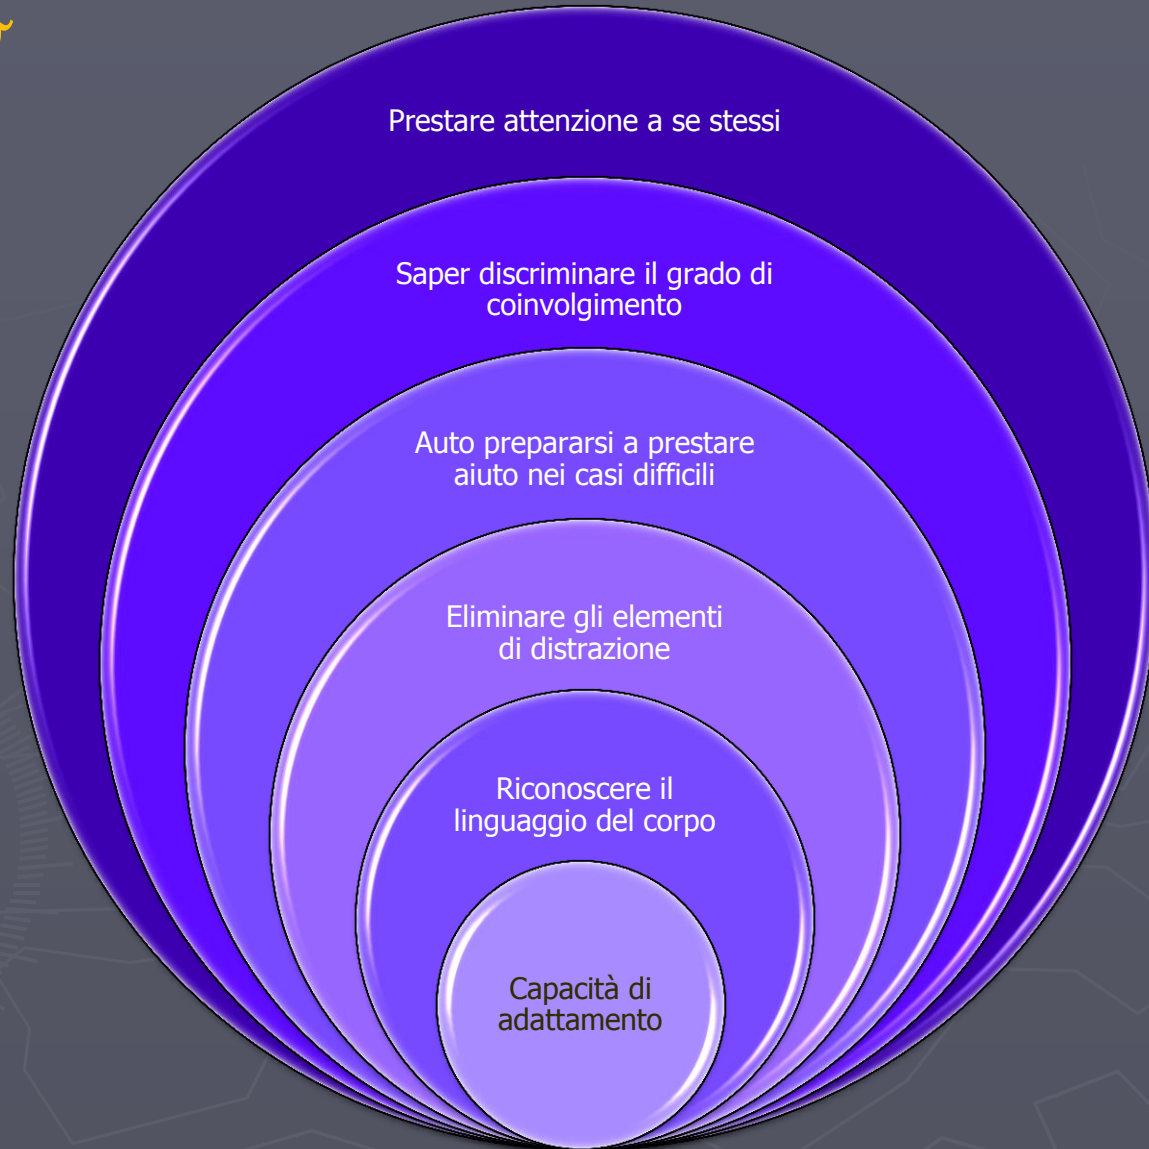 Prestare attenzione a se stessi
Saper discriminare il grado di
coinvolgimento
Auto prepararsi a prestare
aiuto nei casi difficili
Eliminare gli elementi
di distrazione
Riconoscere il
linguaggio del corpo
Capacità di
adattamento